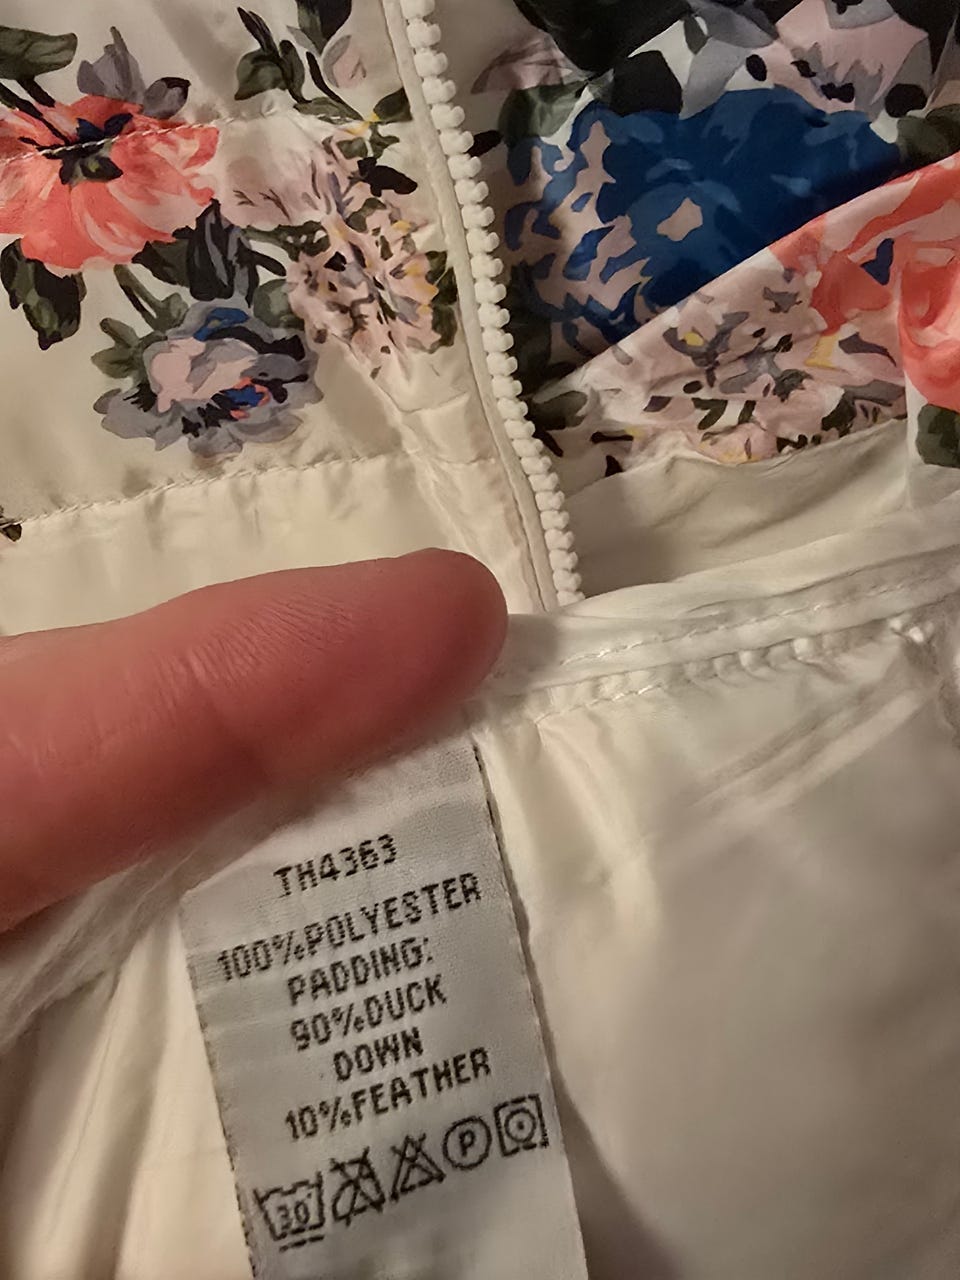 TH4363
100%POLYESTER
PADDING:
90%DUCK
DOWN
10%FEATHER
30
P